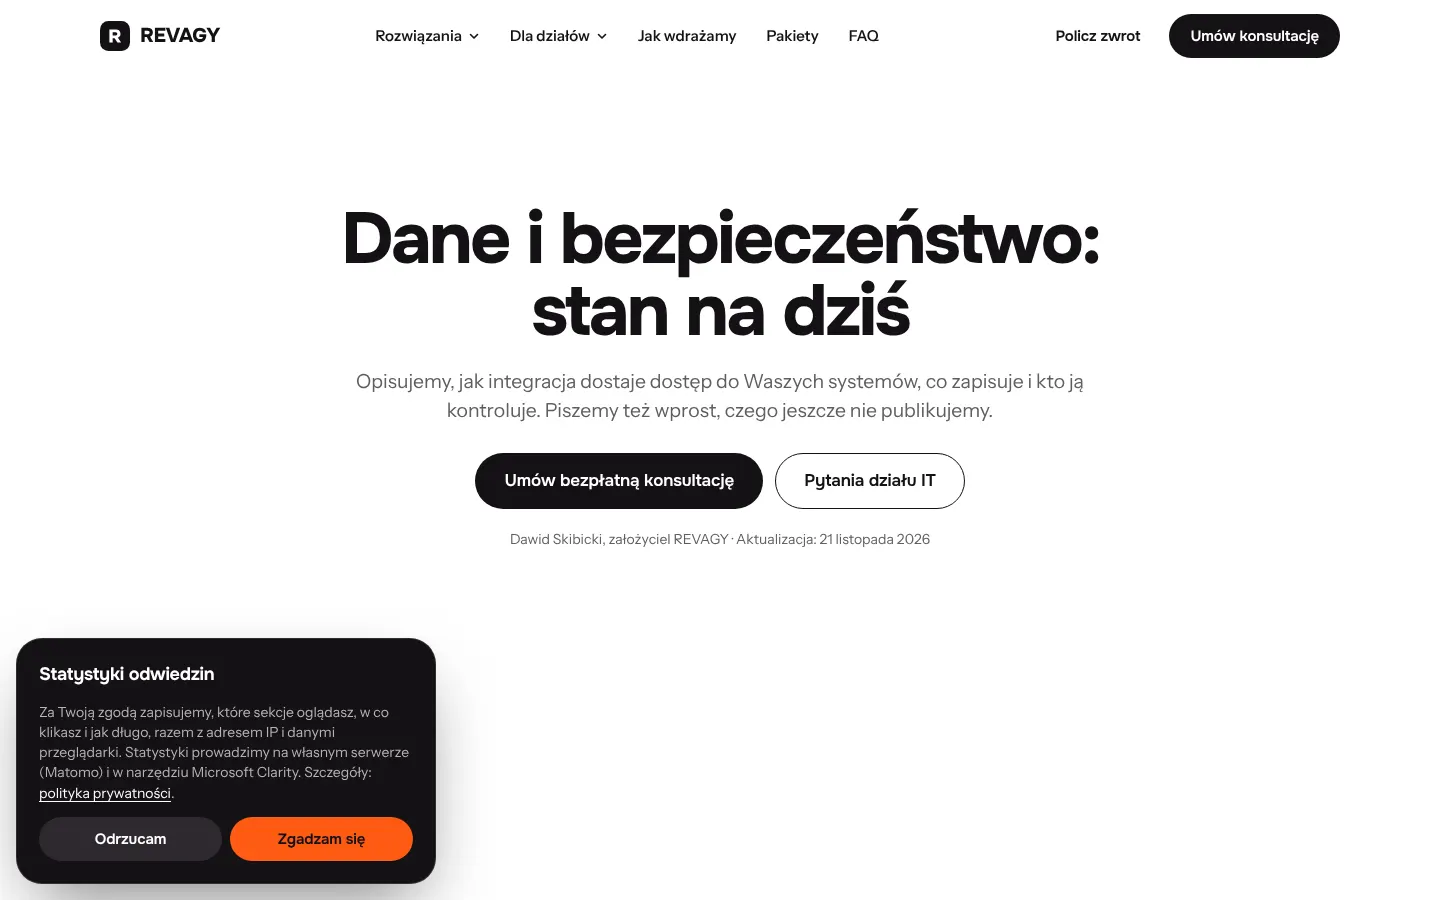 R REVAGY
Rozwiązania
Dla działów
Jak wdrażamy
Pakiety
FAQ
Policz zwrot
Umów konsultację
Dane i bezpieczeństwo:
stan na dziś
Opisujemy, jak integracja dostaje dostęp do Waszych systemów, co zapisuje i kto ją
kontroluje. Piszemy też wprost, czego jeszcze nie publikujemy.
Umów bezpłatną konsultację
Pytania działu IT
Dawid Skibicki, założyciel REVAGY · Aktualizacja: 21 listopada 2026
Statystyki odwiedzin
Za Twoją zgodą zapisujemy, które sekcje oglądasz, w co
klikasz i jak długo, razem z adresem IP i danymi
przeglądarki. Statystyki prowadzimy na własnym serwerze
(Matomo) i w narzędziu Microsoft Clarity. Szczegóły:
polityka prywatności.
Odrzucam
Zgadzam się